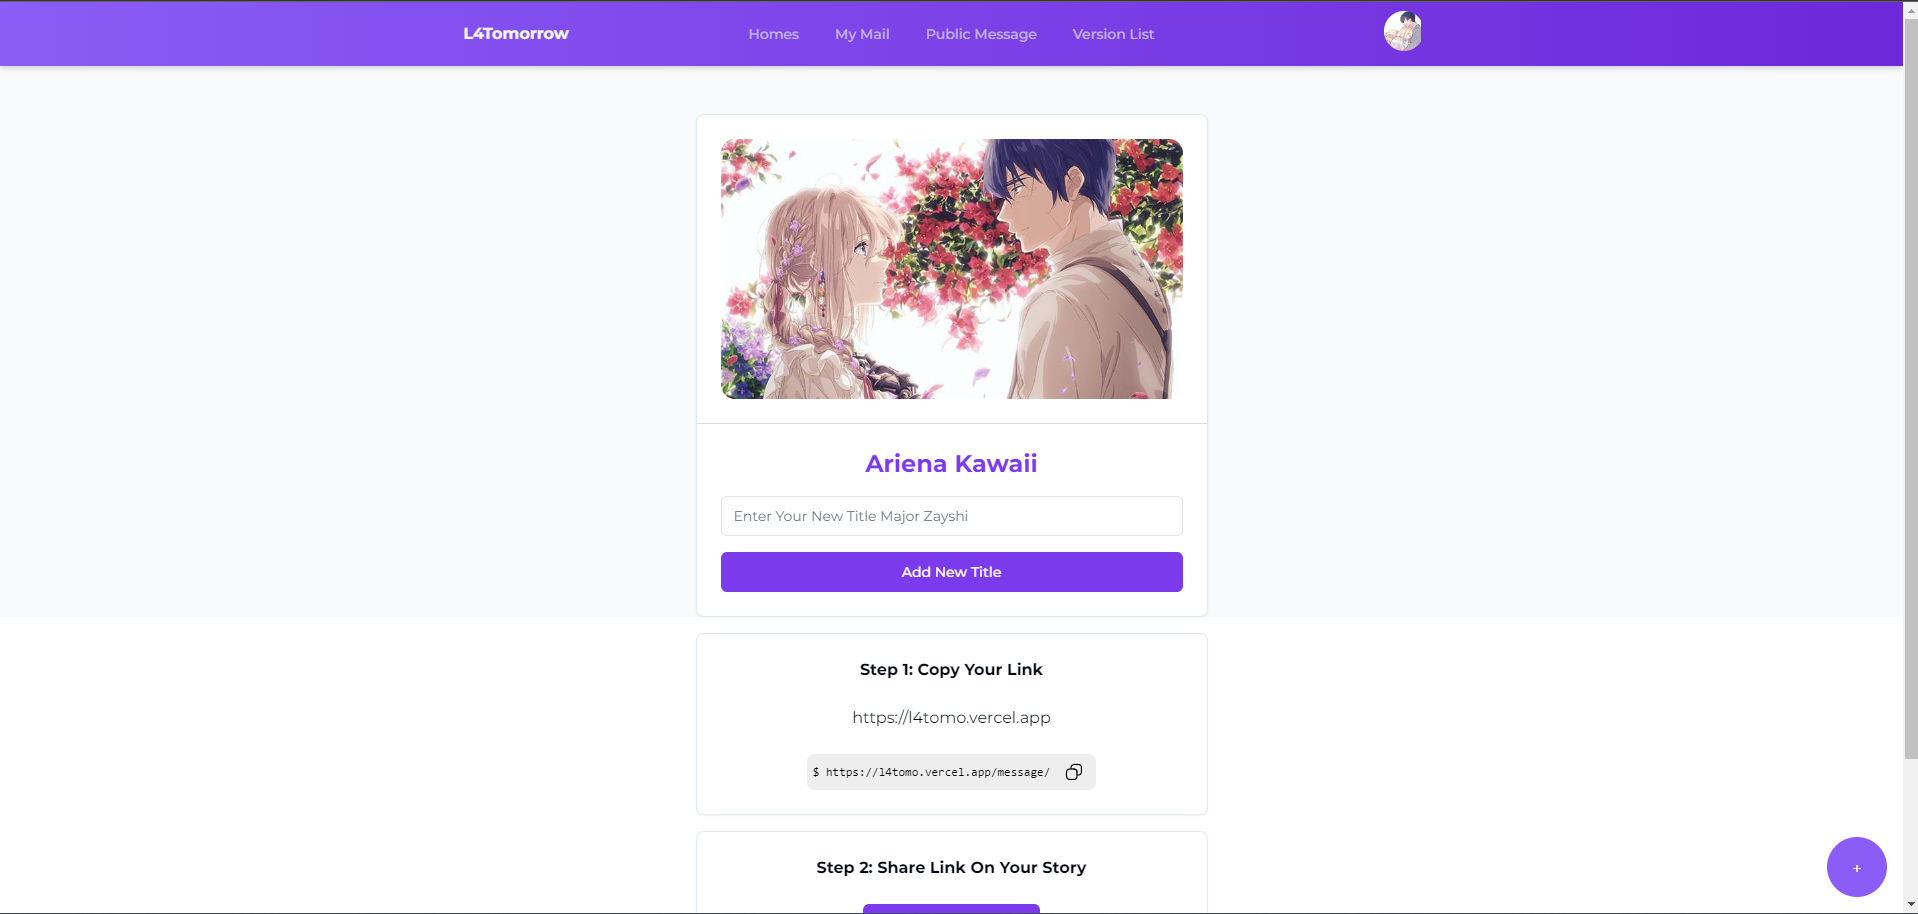 L4Tomorrow
Homes
My Mail
Public Message
Version List
Ariena Kawaii
Enter Your New Title Major Zayshi
Add New Title
Step 1: Copy Your Link
https://l4tomo.vercel.app
$ https://l4tomo.vercel.app/message/
Step 2: Share Link On Your Story
+